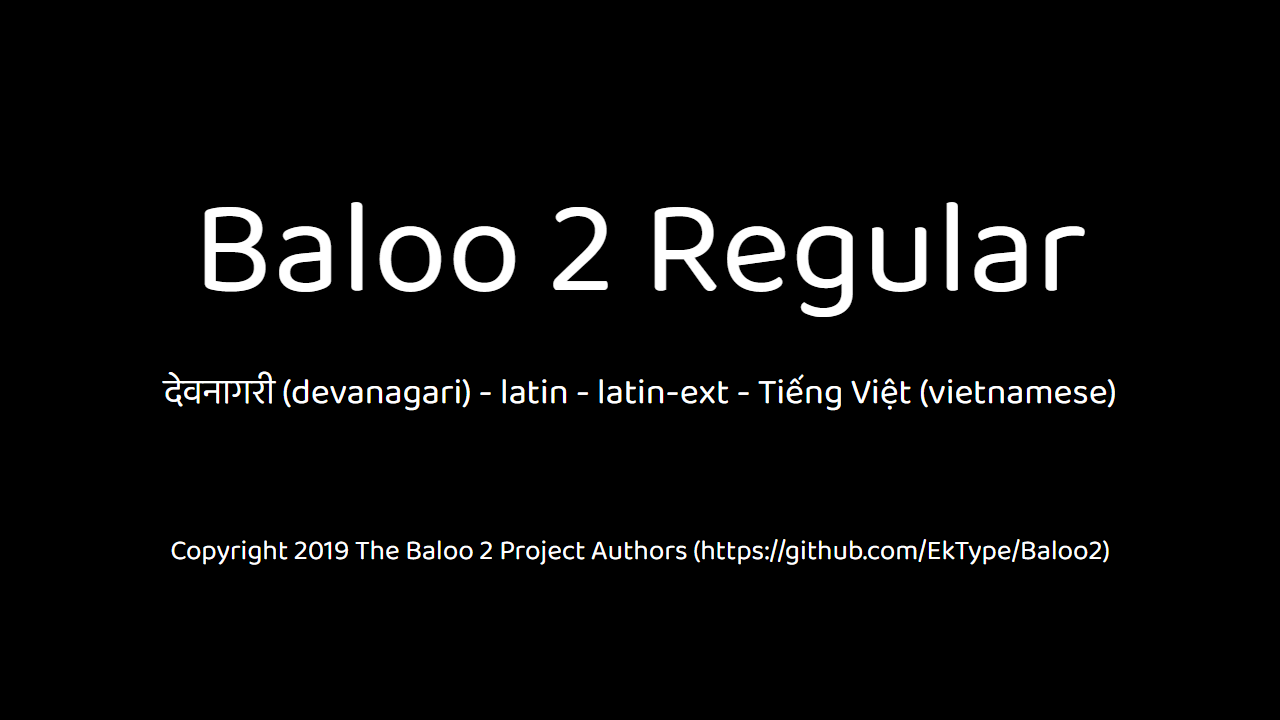 Baloo 2 Regular
देवनागरी (devanagari) - latin - latin-ext - Tiếng Việt (vietnamese)
Copyright 2019 The Baloo 2 Project Authors (https://github.com/EkType/Baloo2)